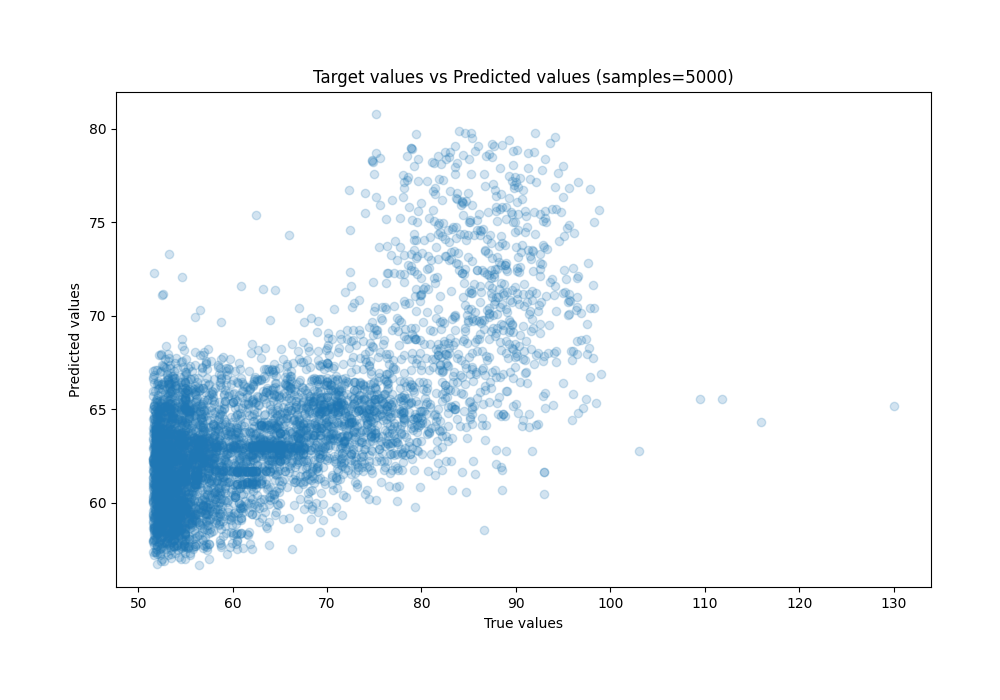 Target values vs Predicted values (samples=5000)
80
75
70
65
60
Predicted values
50 60 70 80 90 100 110 120 130
True values